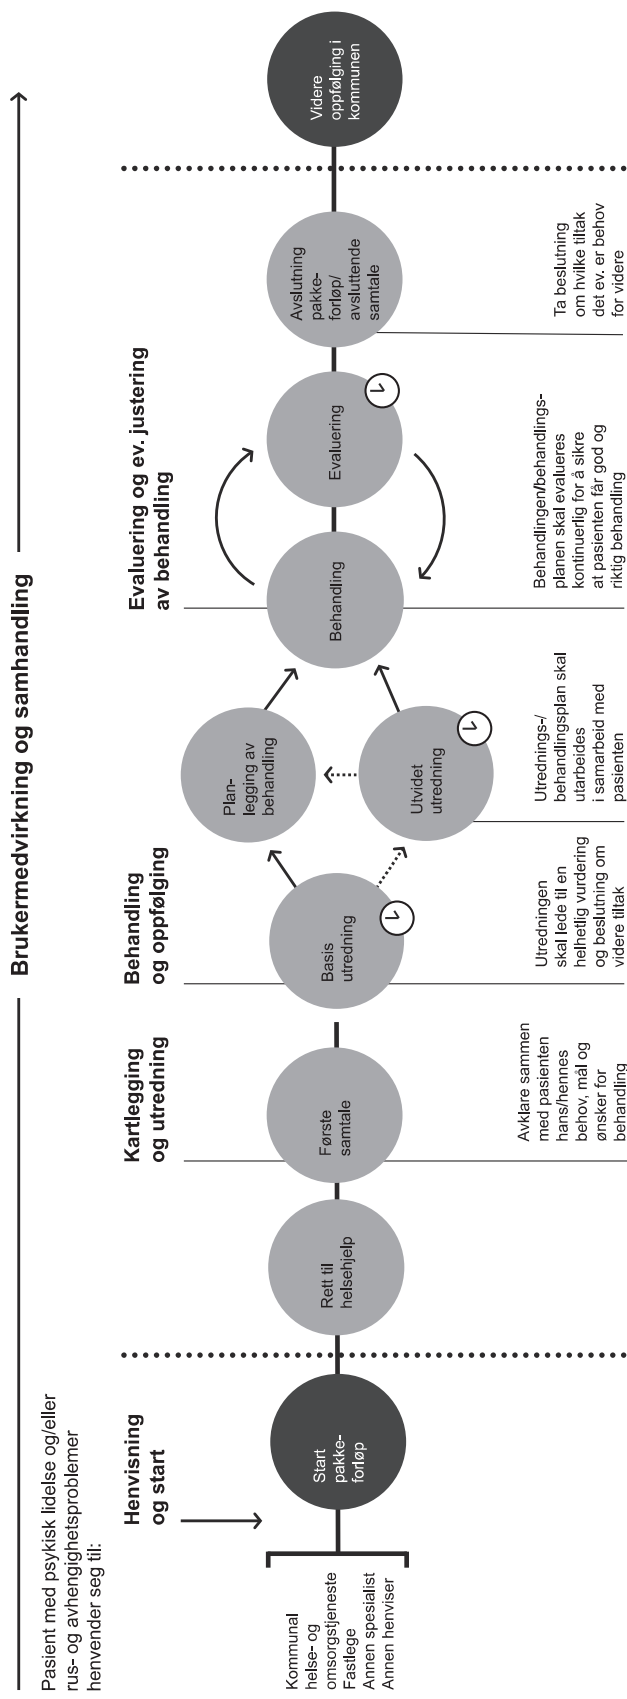 Brukermedvirkning og samhandling
Pasient med psykisk lidelse og/eller
rus- og avhengighetsproblemer
henvender seg til:
Henvisning
og start
Kartlegging
og utredning
Behandling
og oppfølging
Evaluering og ev. justering
av behandling
Kommunal
helse- og
omsorgstjeneste
Fastlege
Annen spesialist
Annen henviser
Start
pakke-
forløp
Rett til
helsehjelp
Første
samtale
Basis
utredning
Plan-
legging av
behandling
Utvidet
utredning
Behandling
Evaluering
Avslutning
pakke-
forløp/
avsluttende
samtale
Videre
oppfølging i
kommunen
Avklare sammen
med pasienten
hans/hennes
behov, mål og
ønsker for
behandling
Utredningen
skal lede til en
helhetlig vurdering
og beslutning om
videre tiltak
Utrednings-/
behandlingsplan skal
utarbeides
i samarbeid med
pasienten
Behandlingen/behandlings-
planen skal evalueres
kontinuerlig for å sikre
at pasienten får god og
riktig behandling
Ta beslutning
om hvilke tiltak
det ev. er behov
for videre